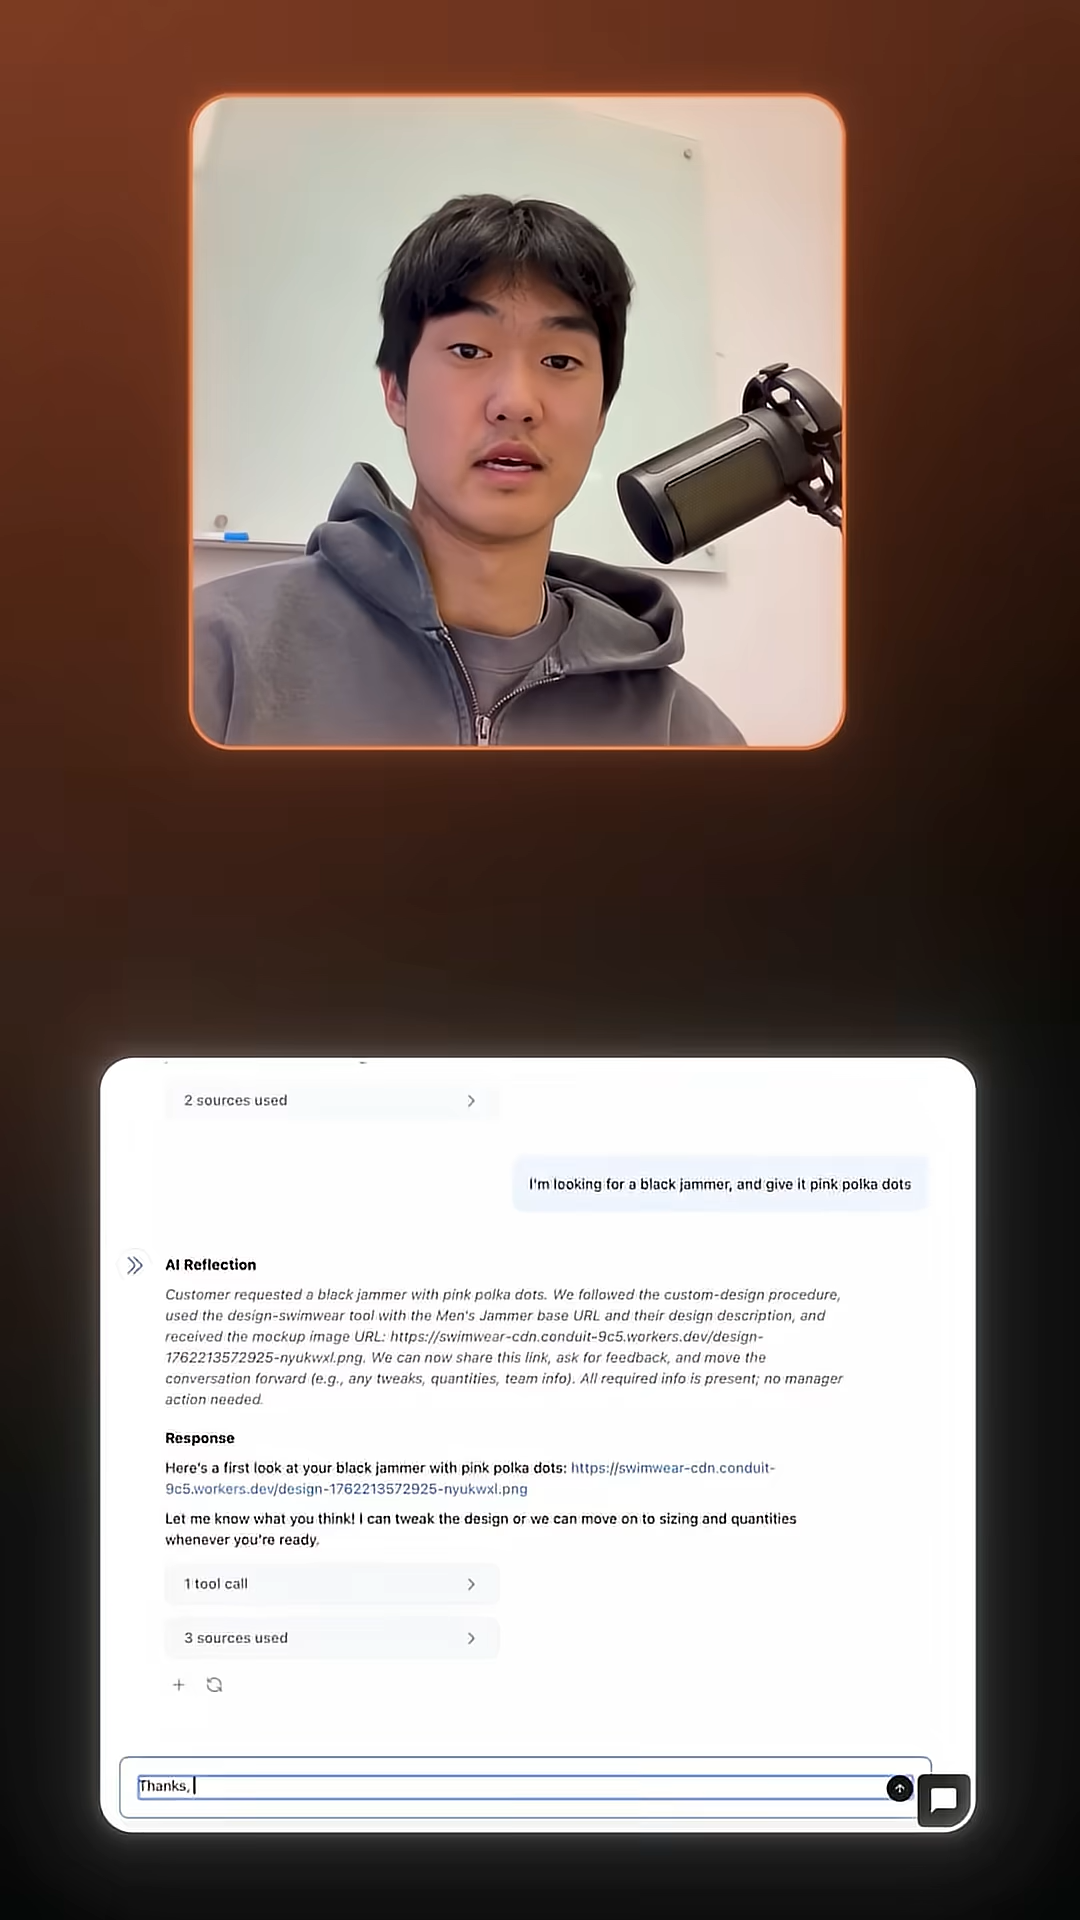 2 sources used
I'm looking for a black jammer, and give it pink polka dots
AI Reflection
Customer requested a black jammer with pink polka dots. We followed the custom-design procedure,
used the design-swimwear tool with the Men's Jammer base URL and their design description, and
received the mockup image URL: https://swimwear-cdn.conduit-9c5.workers.dev/design-
1762213572925-nyukwxl.png. We can now share this link, ask for feedback, and move the
conversation forward (e.g., any tweaks, quantities, team info). All required info is present; no manager
action needed.
Response
Here's a first look at your black jammer with pink polka dots: https://swimwear-cdn.conduit-
9c5.workers.dev/design-1762213572925-nyukwxl.png
Let me know what you think! I can tweak the design or we can move on to sizing and quantities
whenever you're ready.
1 tool call
3 sources used
Thanks,